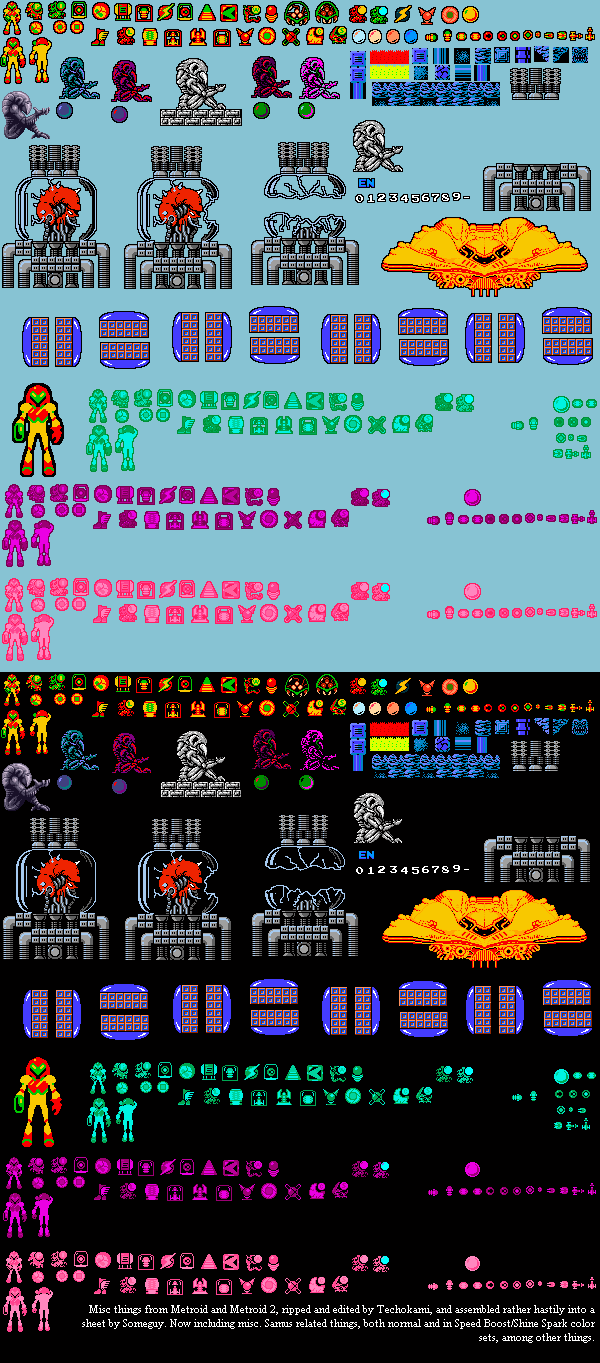 EN
0123456789-
EN
0123456789-
Misc things from Metroid and Metroid 2, ripped and edited by Techokami, and assembled rather hastily into a
sheet by Someguy. Now including misc. Samus related things, both normal and in Speed Boost/Shine Spark color
sets, among other things.